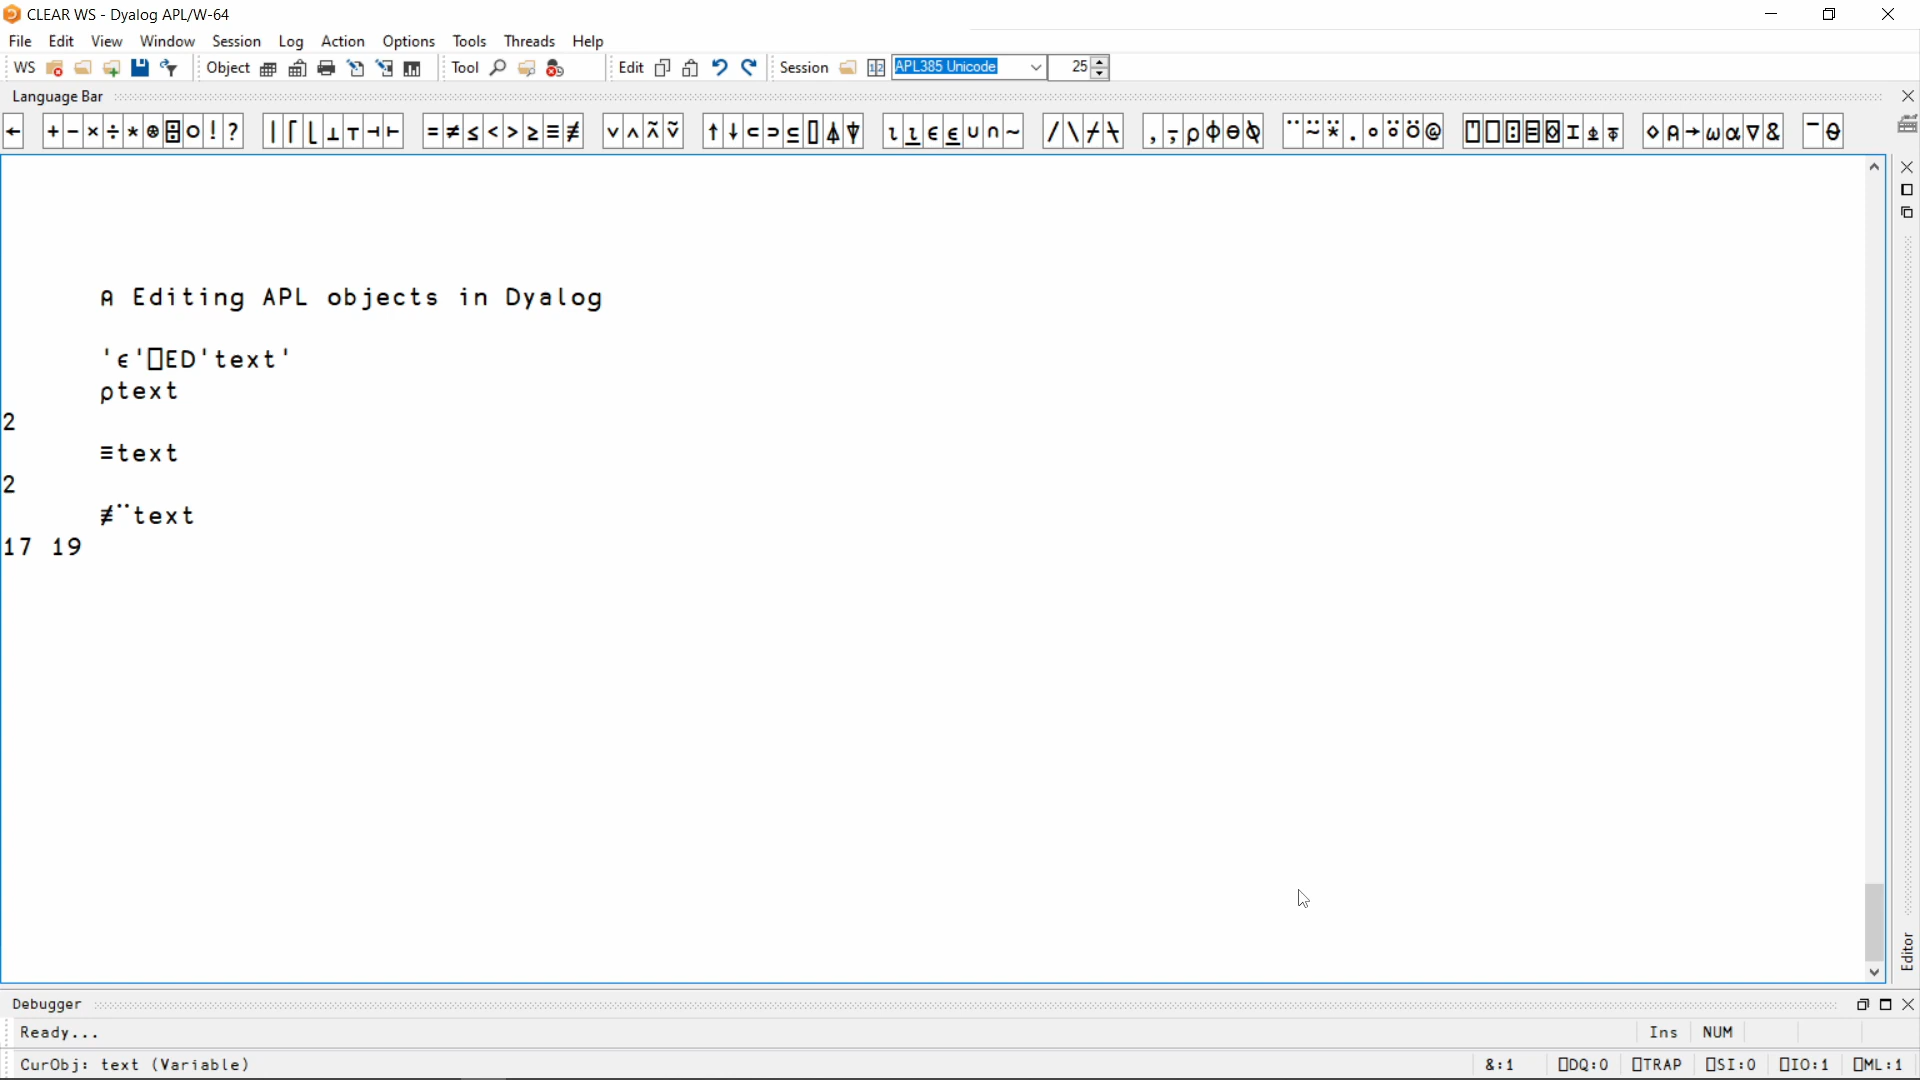 CLEAR WS - Dyalog APL/W-64
File Edit View Window Session Log Action Options Tools Threads Help
WS Object Tool Edit Session APL385 Unicode 25
Language Bar
← + - × ÷ * ⍟ ⌹ ○ ! ? | ⌈ ⌊ ⊥ ⊤ ⊣ ⊢ = ≠ ≤ < > ≥ ≡ ≢ ∨ ∧ ⍲ ⍱ ↑ ↓ ⊂ ⊃ ⊆ ⌷ ⍋ ⍒ ⍳ ⍸ ∊ ⍷ ∪ ∩ ~ / \ ⌿ ⍀ , ⍪ ⍴ ⌽ ⊖ ⍉ ¨ ⍨ ⍣ . ∘ ⍤ ⍥ @ ⍞ ⎕ ⍠ ⌸ ⌺ ⌶ ⍎ ⍕ ⋄ ⍝ → ⍵ ⍺ ∇ & ¯ ⍬
⍝ Editing APL objects in Dyalog
'∊'⎕ED'text'
⍴text
2
≡text
2
≢¨text
17 19
Editor
Debugger
Ready...
Ins NUM
CurObj: text (Variable)
&:1 ⎕DQ:0 ⎕TRAP ⎕SI:0 ⎕IO:1 ⎕ML:1